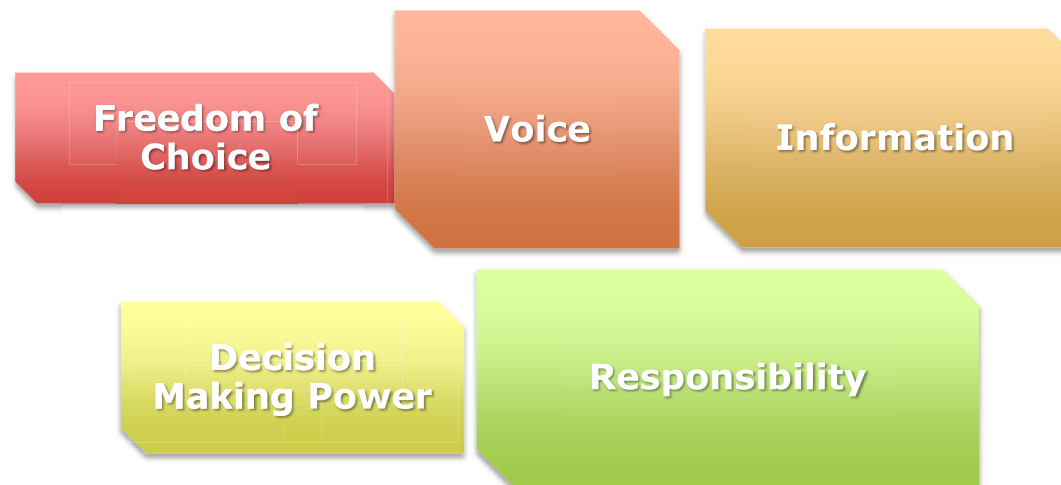 Freedom of
Choice
Voice
Information
Decision
Making Power
Responsibility